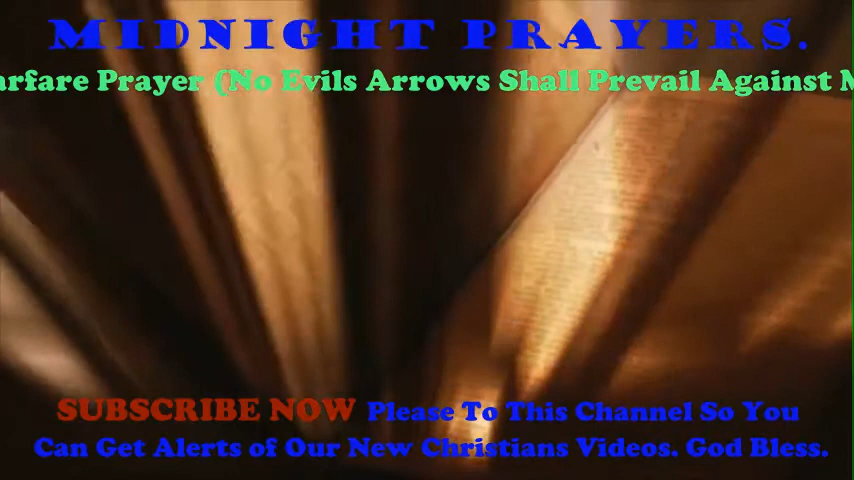 MIDNIGHT PRAYERS.
arfare Prayer (No Evils Arrows Shall Prevail Against M
SUBSCRIBE NOW Please To This Channel So You
Can Get Alerts of Our New Christians Videos. God Bless.